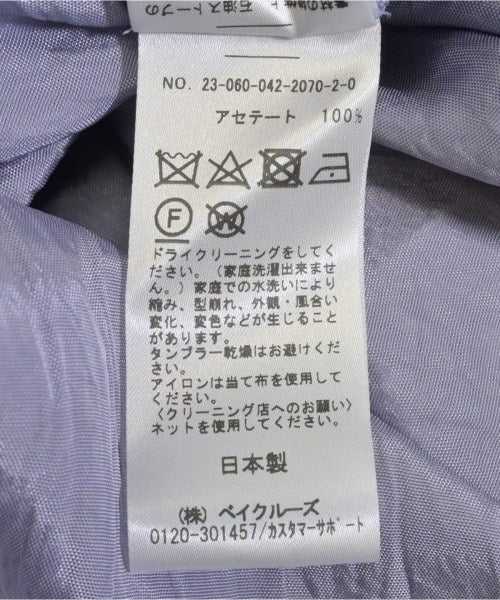 石油ストーブの
NO. 23-060-042-2070-2-0
アセテート 100%
F W
ドライクリーニングをしてく
ださい。（家庭洗濯出来ませ
ん。）家庭での水洗いにより
縮み、型崩れ、外観・風合い
変化、変色などが生じること
があります。
タンブラー乾燥はお避けくだ
さい。
アイロンは当て布を使用して
ください。
〈クリーニング店へのお願い〉
ネットを使用してください。
日本製
（株）ベイクルーズ
0120-301457/ｶｽﾀﾏｰｻﾎﾟｰﾄ